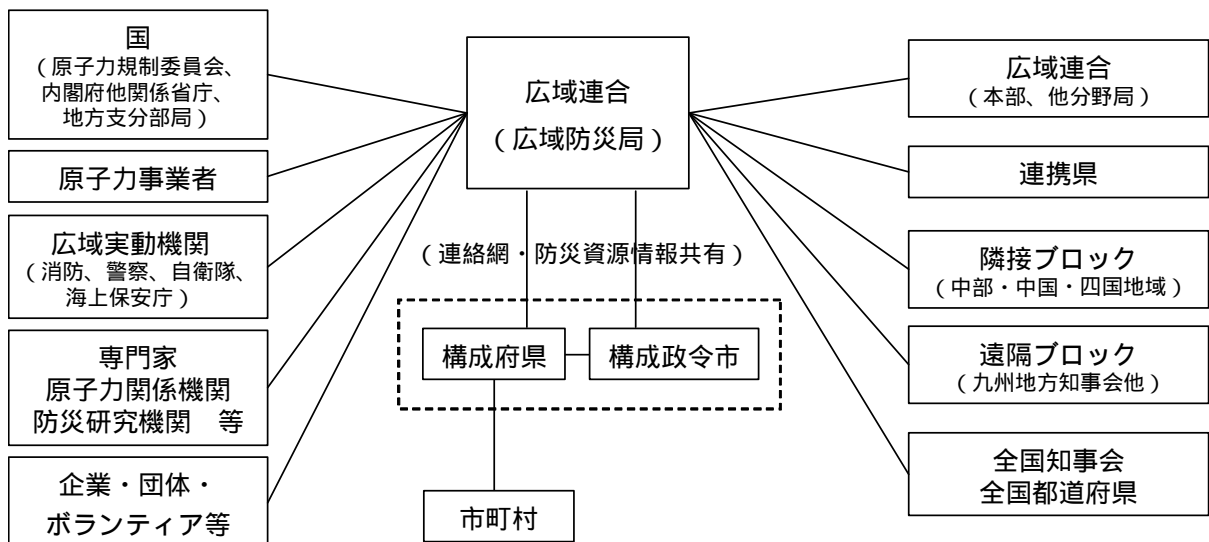 国
（原子力規制委員会、
内閣府他関係省庁、
地方支分部局）
原子力事業者
広域実動機関
（消防、警察、自衛隊、
海上保安庁）
専門家
原子力関係機関
防災研究機関　等
企業・団体・
ボランティア等
広域連合
（広域防災局）
（連絡網・防災資源情報共有）
構成府県
構成政令市
市町村
広域連合
（本部、他分野局）
連携県
隣接ブロック
（中部・中国・四国地域）
遠隔ブロック
（九州地方知事会他）
全国知事会
全国都道府県